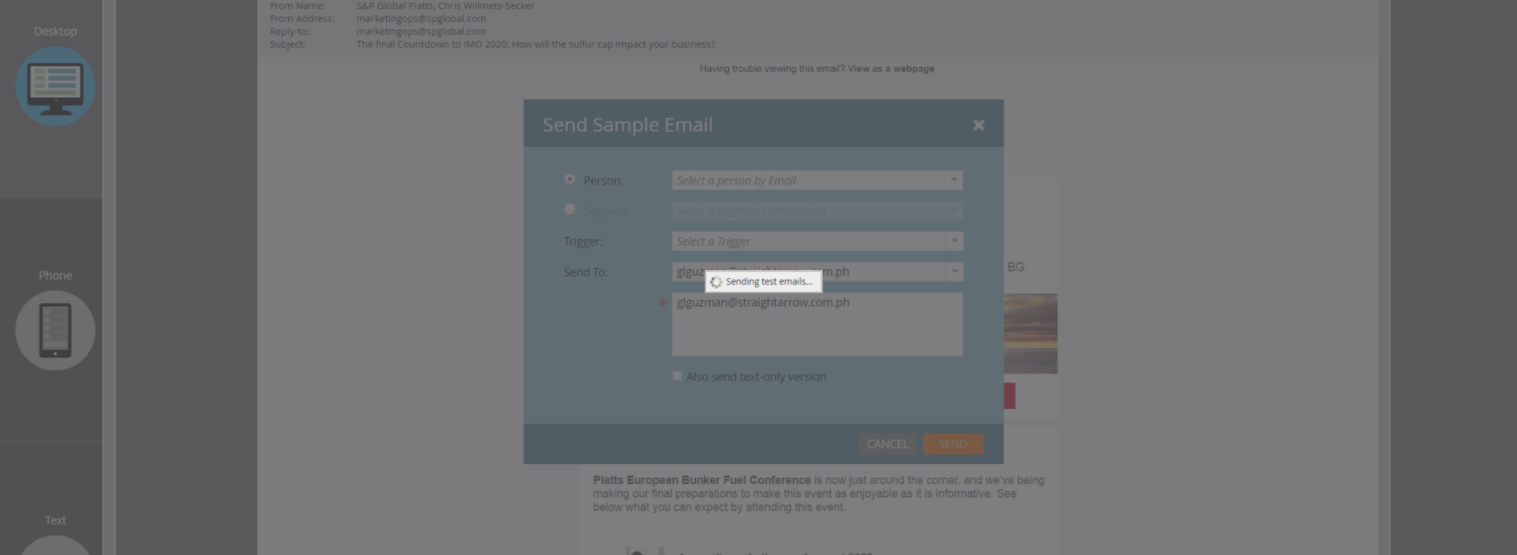 From Name: S&P Global Platts, Chris Willmets-Secker
From Address: marketingops@spglobal.com
Reply-to: marketingops@spglobal.com
Subject: The final Countdown to IMO 2020: How will the sulfur cap impact your business?
Having trouble viewing this email? View as a webpage
Desktop
Phone
Text
Send Sample Email
Person: Select a person by Email
Segment: Select a Segment Combination
Trigger: Select a Trigger
Send To:
Sending test emails...
glguzman@straightarrow.com.ph
Also send text-only version
CANCEL SEND
BG
Platts European Bunker Fuel Conference is now just around the corner, and we've being
making our final preparations to make this event as enjoyable as it is informative. See
below what you can expect by attending this event.